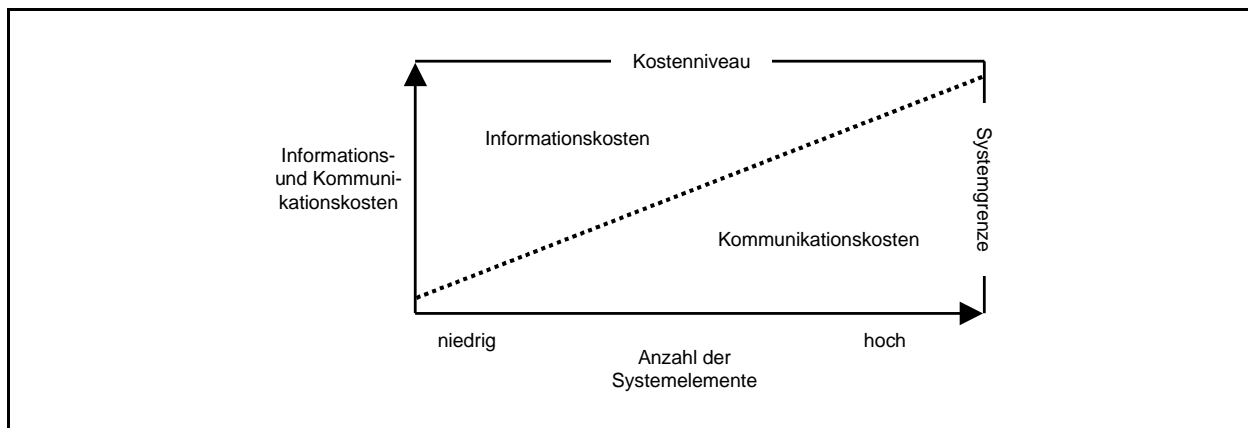 Kostenniveau
Informationskosten
Informations-
und Kommuni-
kationskosten
Systemgrenze
Kommunikationskosten
niedrig
hoch
Anzahl der
Systemelemente